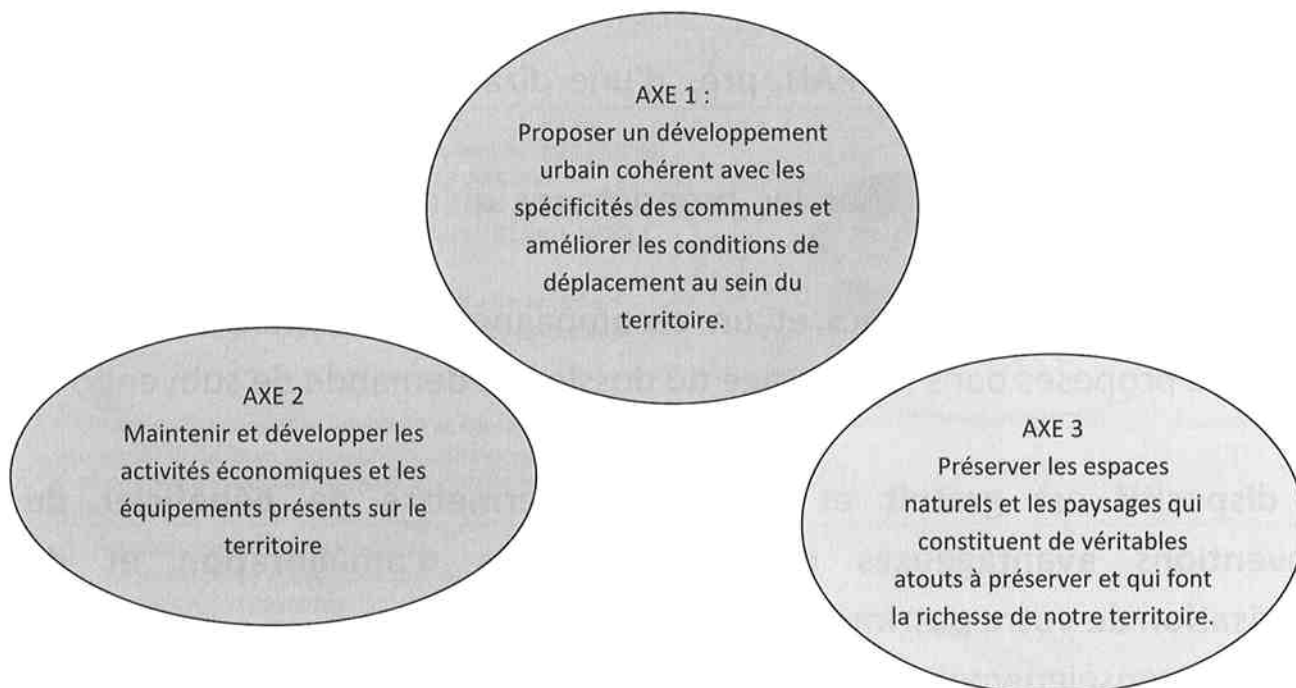 AXE 1 :
Proposer un développement
urbain cohérent avec les
spécificités des communes et
améliorer les conditions de
déplacement au sein du
territoire.
AXE 2
Maintenir et développer les
activités économiques et les
équipements présents sur le
territoire
AXE 3
Préserver les espaces
naturels et les paysages qui
constituent de véritables
atouts à préserver et qui font
la richesse de notre territoire.